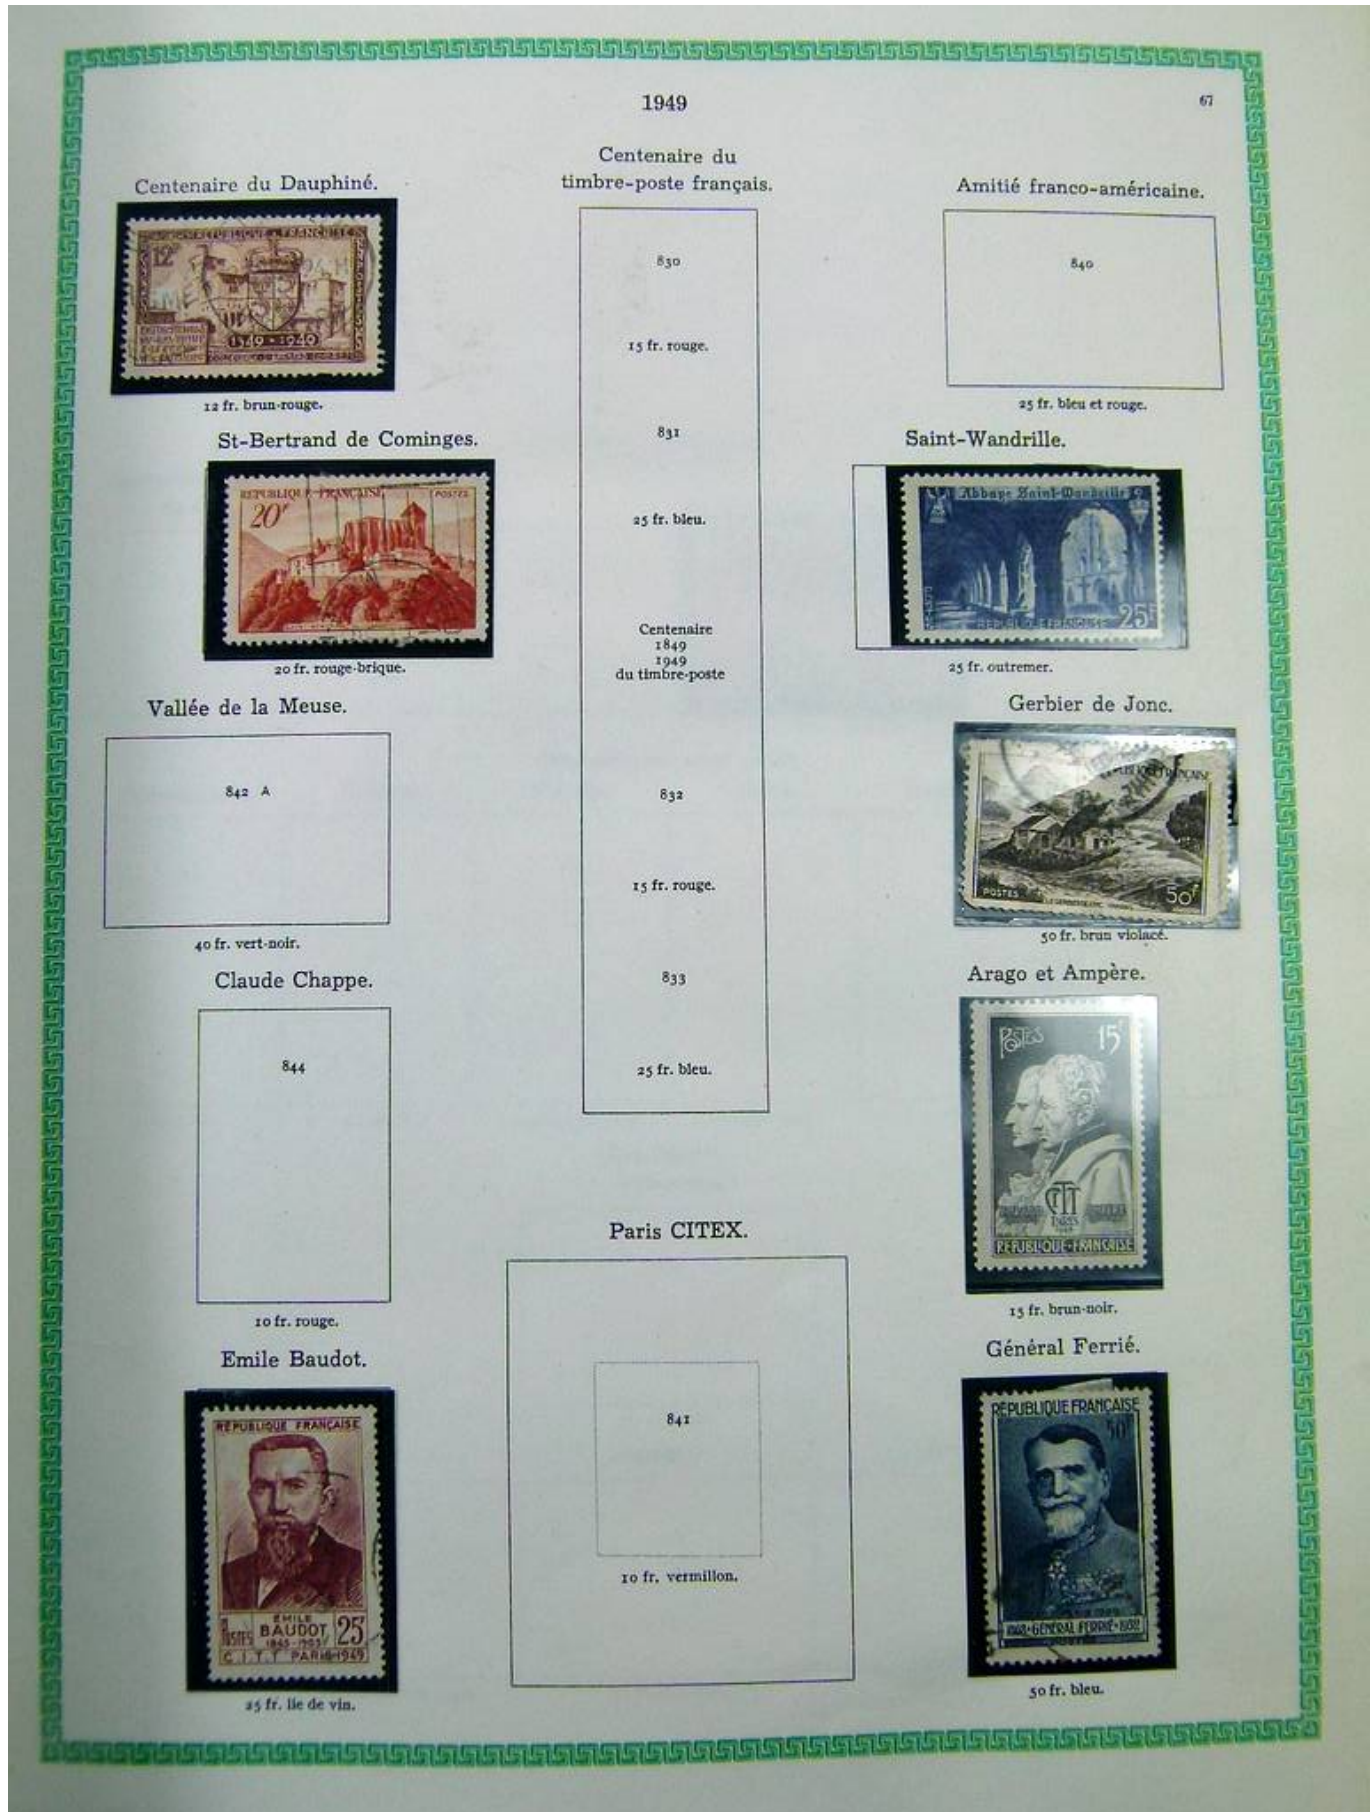 1949
67
Centenaire du Dauphiné.
REPUBLIQUE FRANÇAISE
12F
1349 · 1949
12 fr. brun-rouge.
Centenaire du
timbre-poste français.
830
15 fr. rouge.
831
25 fr. bleu.
Centenaire
1849
1949
du timbre-poste
832
15 fr. rouge.
833
25 fr. bleu.
Amitié franco-américaine.
840
25 fr. bleu et rouge.
St-Bertrand de Cominges.
REPUBLIQUE FRANÇAISE
POSTES
20F
20 fr. rouge-brique.
Saint-Wandrille.
Abbaye Saint-Wandrille
25F
REPUBLIQUE FRANÇAISE
25 fr. outremer.
Vallée de la Meuse.
842 A
40 fr. vert-noir.
Gerbier de Jonc.
REPUBLIQUE FRANÇAISE
POSTES
50F
50 fr. brun violacé.
Claude Chappe.
844
10 fr. rouge.
Arago et Ampère.
POSTES 15F
CITT
PARIS
REPUBLIQUE·FRANÇAISE
15 fr. brun-noir.
Paris CITEX.
841
10 fr. vermillon.
Emile Baudot.
RÉPUBLIQUE FRANÇAISE
POSTES
ÉMILE
BAUDOT
1845-1903
25F
C.I.T.T PARIS·1949
25 fr. lie de vin.
Général Ferrié.
RÉPUBLIQUE FRANÇAISE
50F
GÉNÉRAL FERRIÉ
50 fr. bleu.